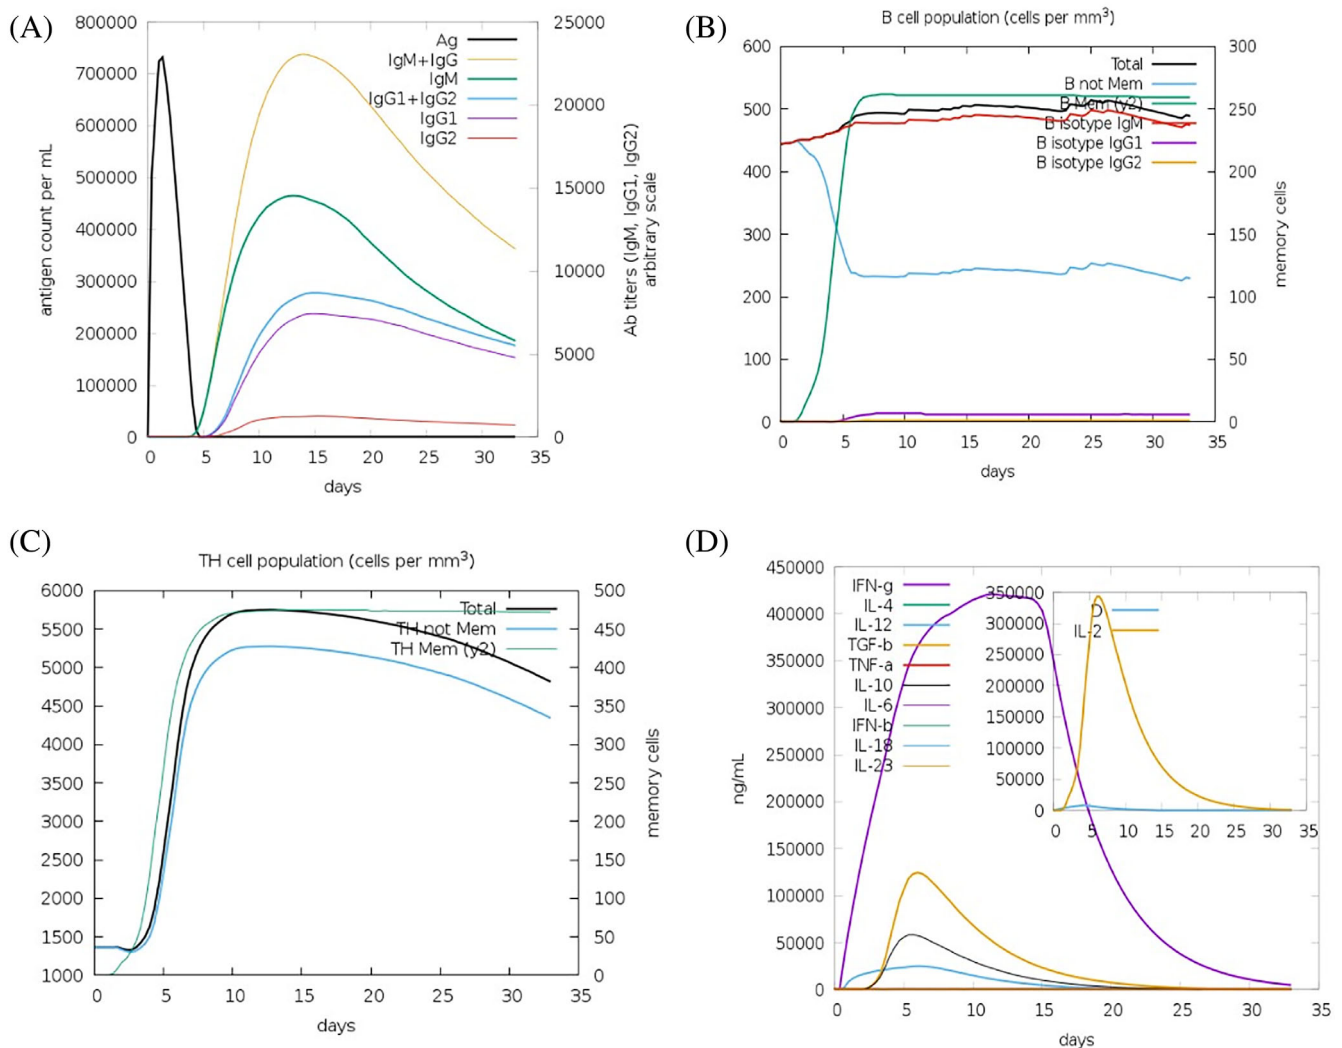 (A)
800000
700000
600000
500000
400000
300000
200000
100000
0
antigen count per mL
Ag
IgM+IgG
IgM
IgG1+IgG2
IgG1
IgG2
25000
20000
15000
10000
5000
0
Ab titers (IgM, IgG1, IgG2)
arbitrary scale
0 5 10 15 20 25 30 35
days
(B)
B cell population (cells per mm³)
600
500
400
300
200
100
0
Total
B not Mem
B Mem (y2)
B isotype IgM
B isotype IgG1
B isotype IgG2
300
250
200
150
100
50
0
memory cells
0 5 10 15 20 25 30 35
days
(C)
TH cell population (cells per mm³)
6000
5500
5000
4500
4000
3500
3000
2500
2000
1500
1000
Total
TH not Mem
TH Mem (y2)
500
450
400
350
300
250
200
150
100
50
0
memory cells
0 5 10 15 20 25 30 35
days
(D)
450000
400000
350000
300000
250000
200000
150000
100000
50000
0
ng/mL
IFN-g
IL-4
IL-12
TGF-b
TNF-a
IL-10
IL-6
IFN-b
IL-18
IL-23
350000
300000
250000
200000
150000
100000
50000
0
D
IL-2
0 5 10 15 20 25 30 35
0 5 10 15 20 25 30 35
days